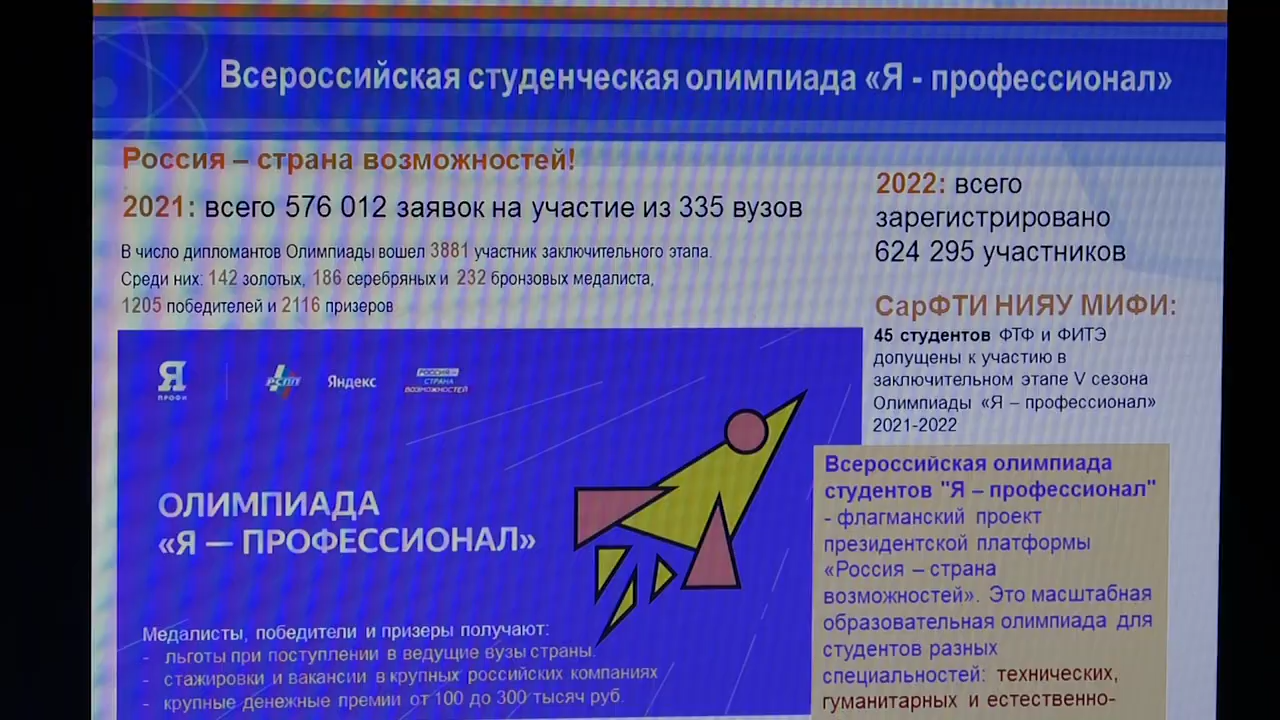 Всероссийская студенческая олимпиада «Я - профессионал»
Россия – страна возможностей!
2021: всего 576 012 заявок на участие из 335 вузов
В число дипломантов Олимпиады вошел 3881 участник заключительного этапа.
Среди них: 142 золотых, 186 серебряных и 232 бронзовых медалиста,
1205 победителей и 2116 призеров
2022: всего
зарегистрировано
624 295 участников
СарФТИ НИЯУ МИФИ:
45 студентов ФТФ и ФИТЭ
допущены к участию в
заключительном этапе V сезона
Олимпиады «Я – профессионал»
2021-2022
Я
ПРОФИ
РСПП
Яндекс
РОССИЯ –
СТРАНА
ВОЗМОЖНОСТЕЙ
ОЛИМПИАДА
«Я — ПРОФЕССИОНАЛ»
Медалисты, победители и призеры получают:
- льготы при поступлении в ведущие вузы страны.
- стажировки и вакансии в крупных российских компаниях
- крупные денежные премии от 100 до 300 тысяч руб.
Всероссийская олимпиада
студентов "Я – профессионал"
- флагманский проект
президентской платформы
«Россия – страна
возможностей». Это масштабная
образовательная олимпиада для
студентов разных
специальностей: технических,
гуманитарных и естественно-